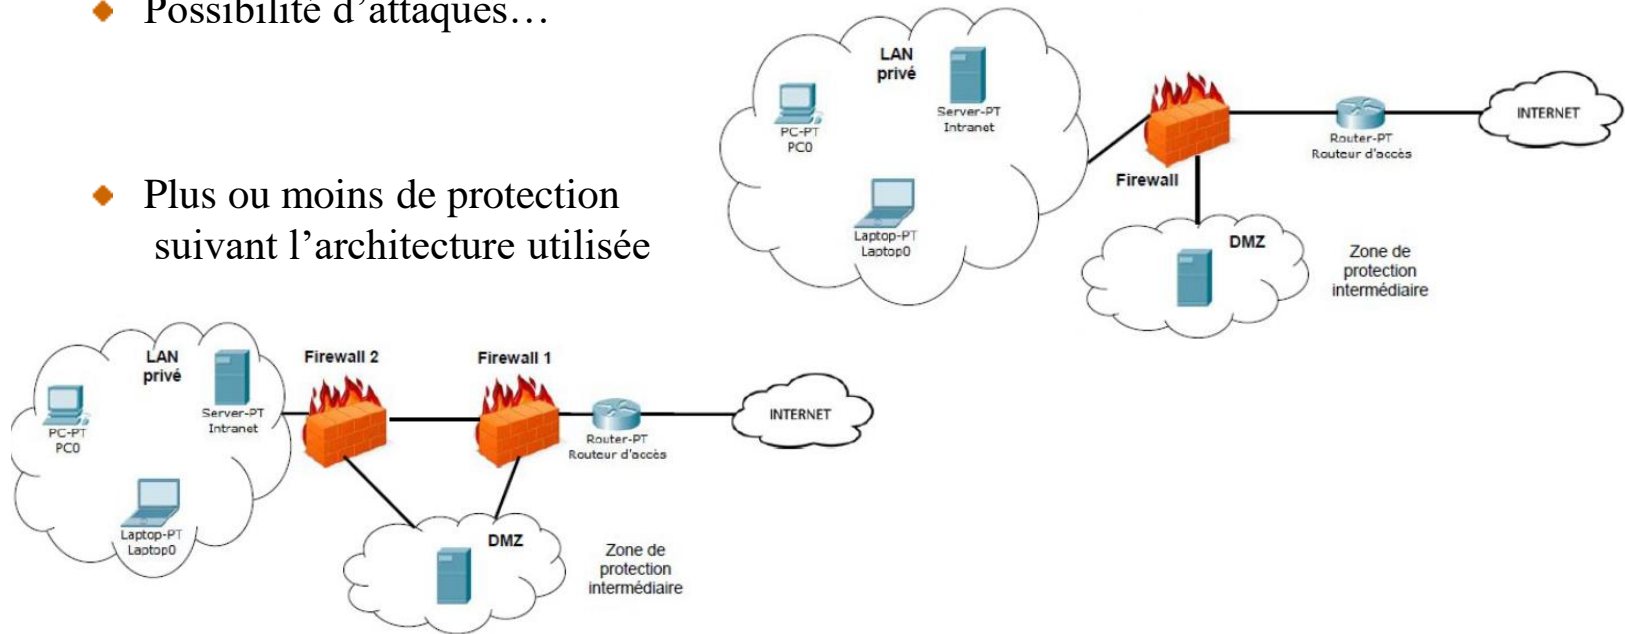 Possibilité d’attaques…
Plus ou moins de protection
suivant l’architecture utilisée
LAN
privé
Server-PT
Intranet
PC-PT
PC0
Laptop-PT
Laptop0
Firewall
Router-PT
Routeur d'accès
INTERNET
DMZ
Zone de
protection
intermédiaire
LAN
privé
Server-PT
Intranet
PC-PT
PC0
Laptop-PT
Laptop0
Firewall 2
Firewall 1
Router-PT
Routeur d'accès
INTERNET
DMZ
Zone de
protection
intermédiaire